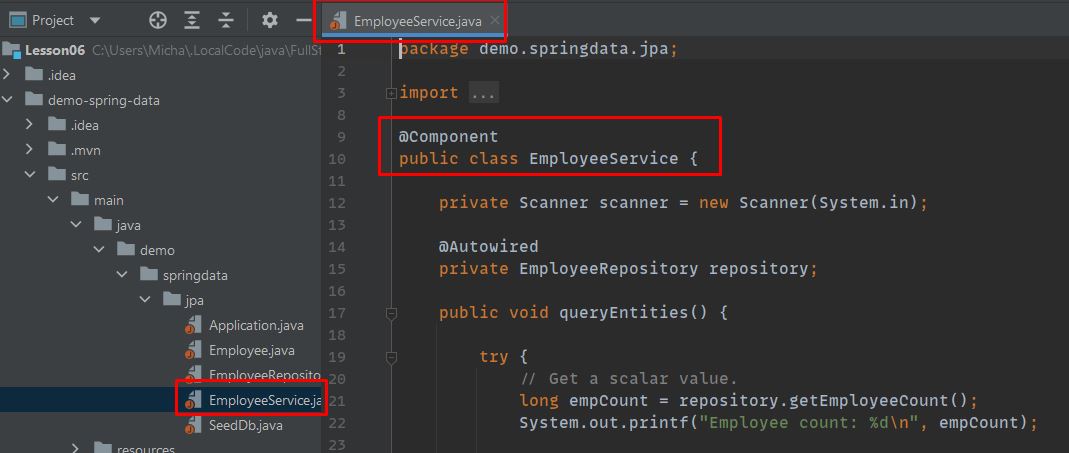 Project
Lesson06 C:\Users\Micha\.LocalCode\java\FullSt
.idea
demo-spring-data
.idea
.mvn
src
main
java
demo
springdata
jpa
Application.java
Employee.java
EmployeeReposito
EmployeeService.ja
SeedDb.java
resources
EmployeeService.java
1 package demo.springdata.jpa;
2
3 import ...
8
9 @Component
10 public class EmployeeService {
11
12 private Scanner scanner = new Scanner(System.in);
13
14 @Autowired
15 private EmployeeRepository repository;
16
17 public void queryEntities() {
18
19 try {
20 // Get a scalar value.
21 long empCount = repository.getEmployeeCount();
22 System.out.printf("Employee count: %d\n", empCount);
23